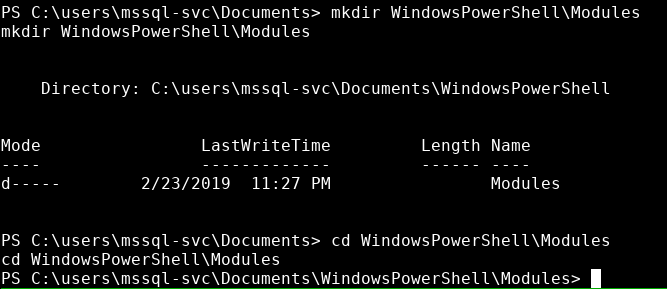 PS C:\users\mssql-svc\Documents> mkdir WindowsPowerShell\Modules
mkdir WindowsPowerShell\Modules
Directory: C:\users\mssql-svc\Documents\WindowsPowerShell
Mode                LastWriteTime         Length Name
----                -------------         ------ ----
d-----        2/23/2019  11:27 PM                Modules
PS C:\users\mssql-svc\Documents> cd WindowsPowerShell\Modules
cd WindowsPowerShell\Modules
PS C:\users\mssql-svc\Documents\WindowsPowerShell\Modules>